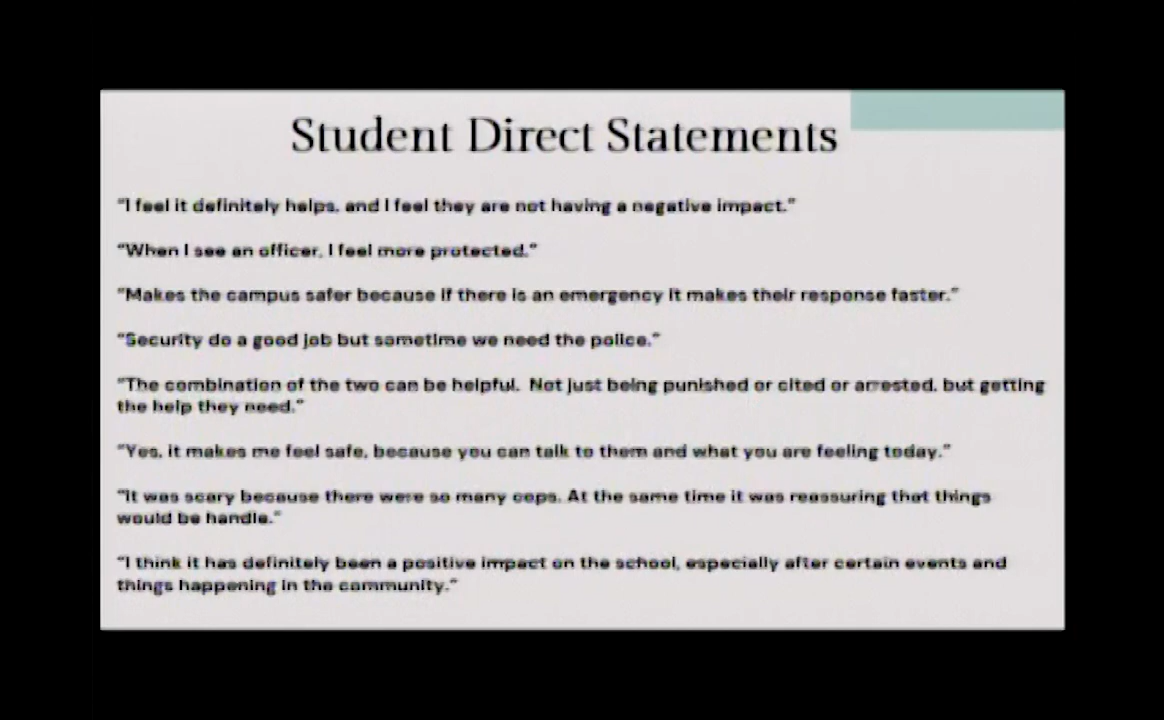 Student Direct Statements
"I feel it definitely helps, and I feel they are not having a negative impact."
"When I see an officer, I feel more protected."
"Makes the campus safer because if there is an emergency it makes their response faster."
"Security do a good job but sometime we need the police."
"The combination of the two can be helpful.  Not just being punished or cited or arrested, but getting
the help they need."
"Yes, it makes me feel safe, because you can talk to them and what you are feeling today."
"It was scary because there were so many cops. At the same time it was reassuring that things
would be handle."
"I think it has definitely been a positive impact on the school, especially after certain events and
things happening in the community."